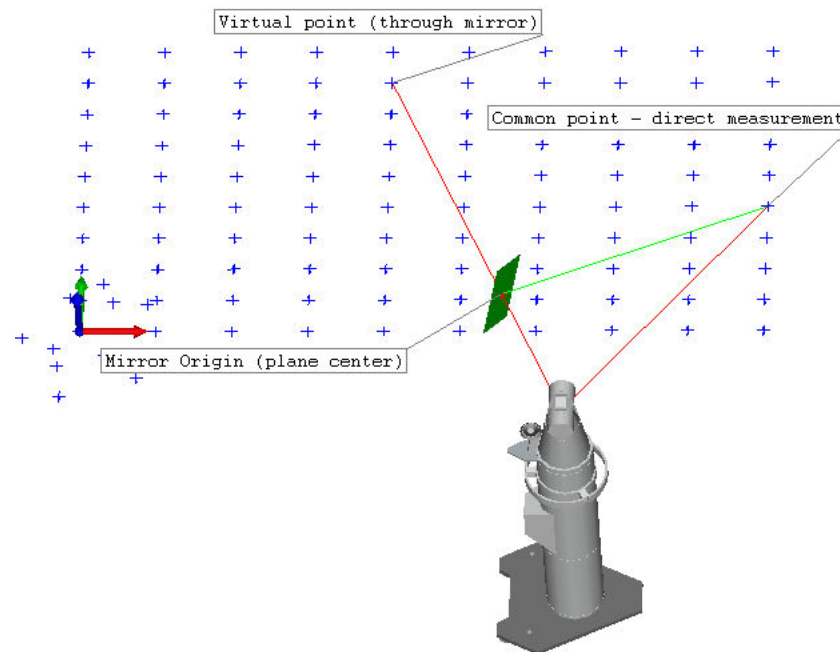 Virtual point (through mirror)
Common point - direct measurement
Mirror Origin (plane center)